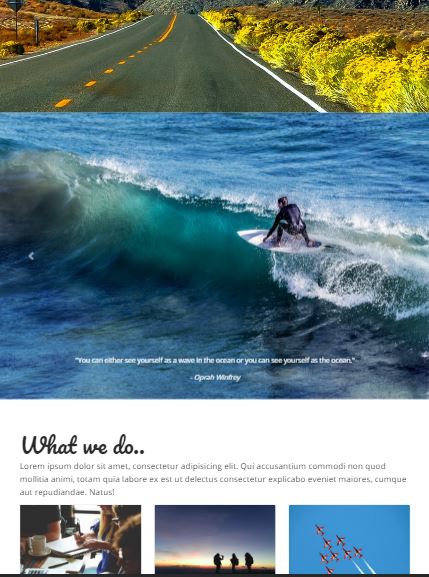 "You can either see yourself as a wave in the ocean or you can see yourself as the ocean."
- Oprah Winfrey
What we do..
Lorem ipsum dolor sit amet, consectetur adipisicing elit. Qui accusantium commodi non quod
mollitia animi, totam quia labore ex est ut delectus consectetur explicabo eveniet maiores, cumque
aut repudiandae. Natus!